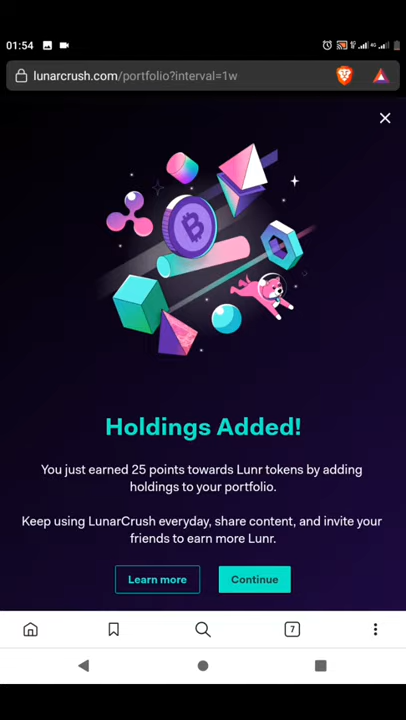 01:54
lunarcrush.com/portfolio?interval=1w
Holdings Added!
You just earned 25 points towards Lunr tokens by adding
holdings to your portfolio.
Keep using LunarCrush everyday, share content, and invite your
friends to earn more Lunr.
Learn more
Continue
7